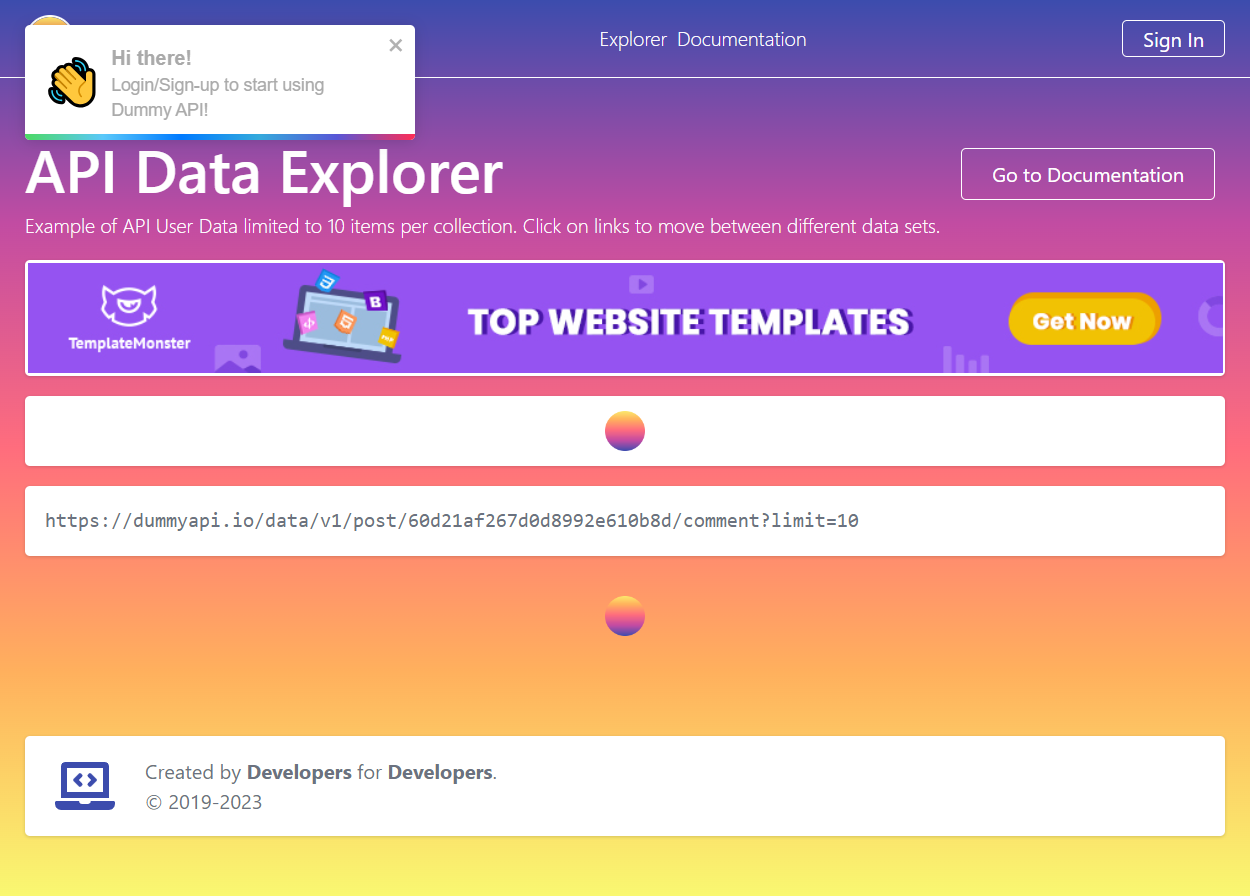 Hi there!
Login/Sign-up to start using
Dummy API!
Explorer Documentation
Sign In
API Data Explorer
Go to Documentation
Example of API User Data limited to 10 items per collection. Click on links to move between different data sets.
TemplateMonster
TOP WEBSITE TEMPLATES
Get Now
https://dummyapi.io/data/v1/post/60d21af267d0d8992e610b8d/comment?limit=10
Created by Developers for Developers.
© 2019-2023